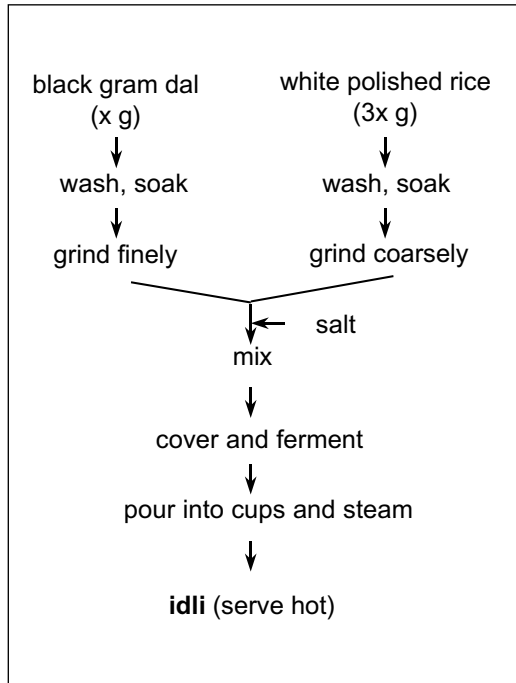 black gram dal
(x g)
white polished rice
(3x g)
wash, soak
wash, soak
grind finely
grind coarsely
salt
mix
cover and ferment
pour into cups and steam
idli (serve hot)